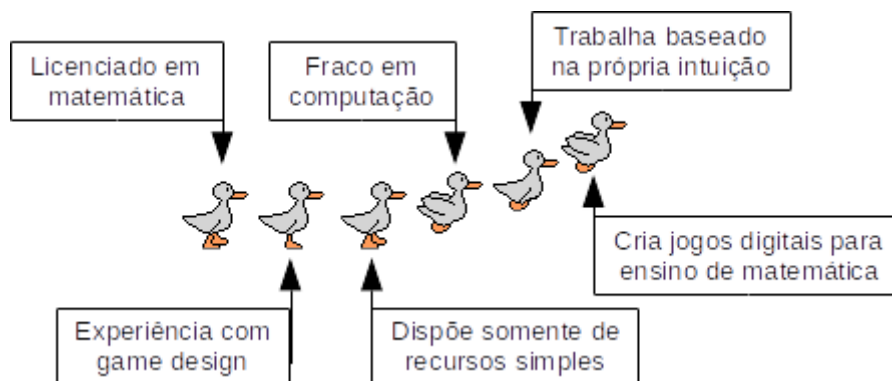 Licenciado em
matemática
Fraco em
computação
Trabalha baseado
na própria intuição
Experiência com
game design
Dispõe somente de
recursos simples
Cria jogos digitais para
ensino de matemática